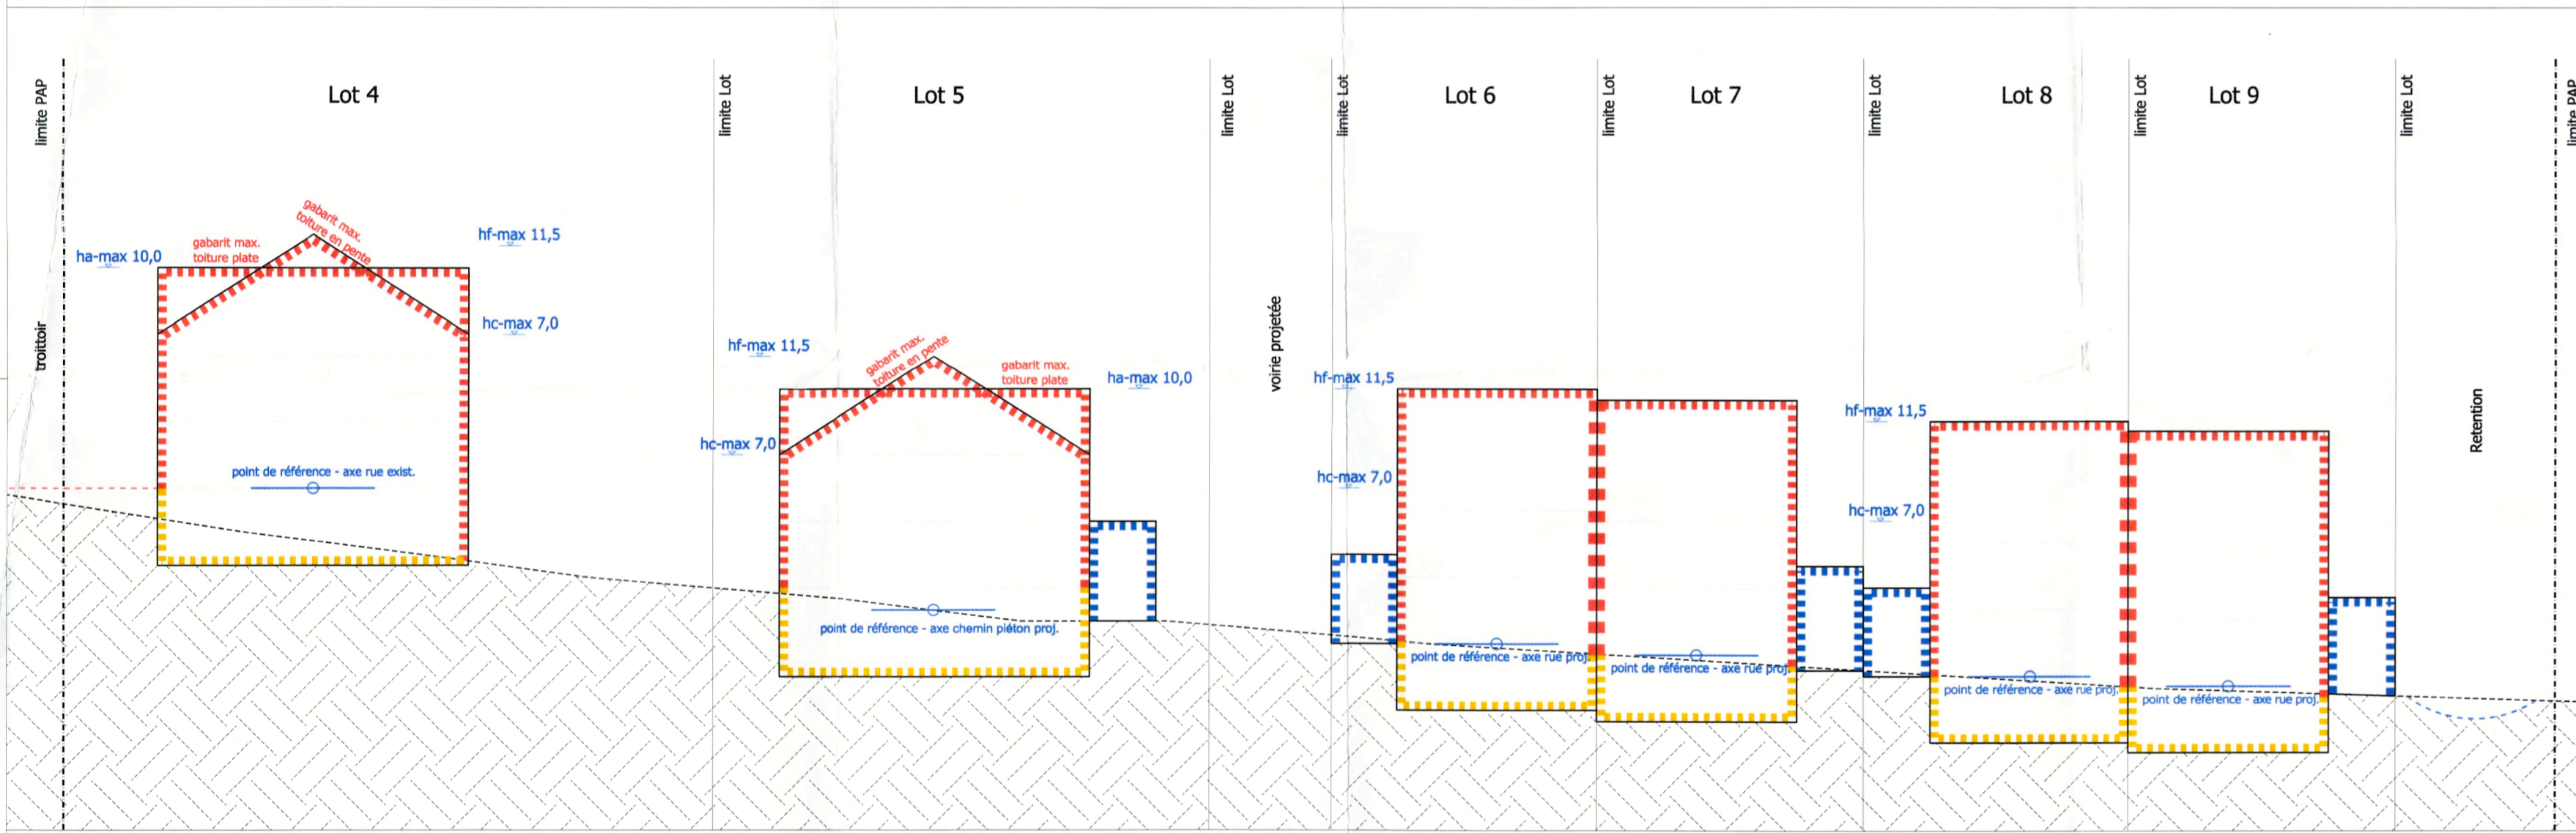 limite PAP
Lot 4
limite Lot
Lot 5
limite Lot
limite Lot
Lot 6
limite Lot
Lot 7
limite Lot
Lot 8
limite Lot
Lot 9
limite Lot
limite PAP
ha-max 10,0
gabarit max.
toiture plate
gabarit max.
toiture en pente
hf-max 11,5
hc-max 7,0
troittoir
point de référence - axe rue exist.
hf-max 11,5
hc-max 7,0
gabarit max.
toiture en pente
gabarit max.
toiture plate
ha-max 10,0
point de référence - axe chemin piéton proj.
voirie projetée
hf-max 11,5
hc-max 7,0
point de référence - axe rue proj.
point de référence - axe rue proj.
hf-max 11,5
hc-max 7,0
point de référence - axe rue proj.
point de référence - axe rue proj.
Retention